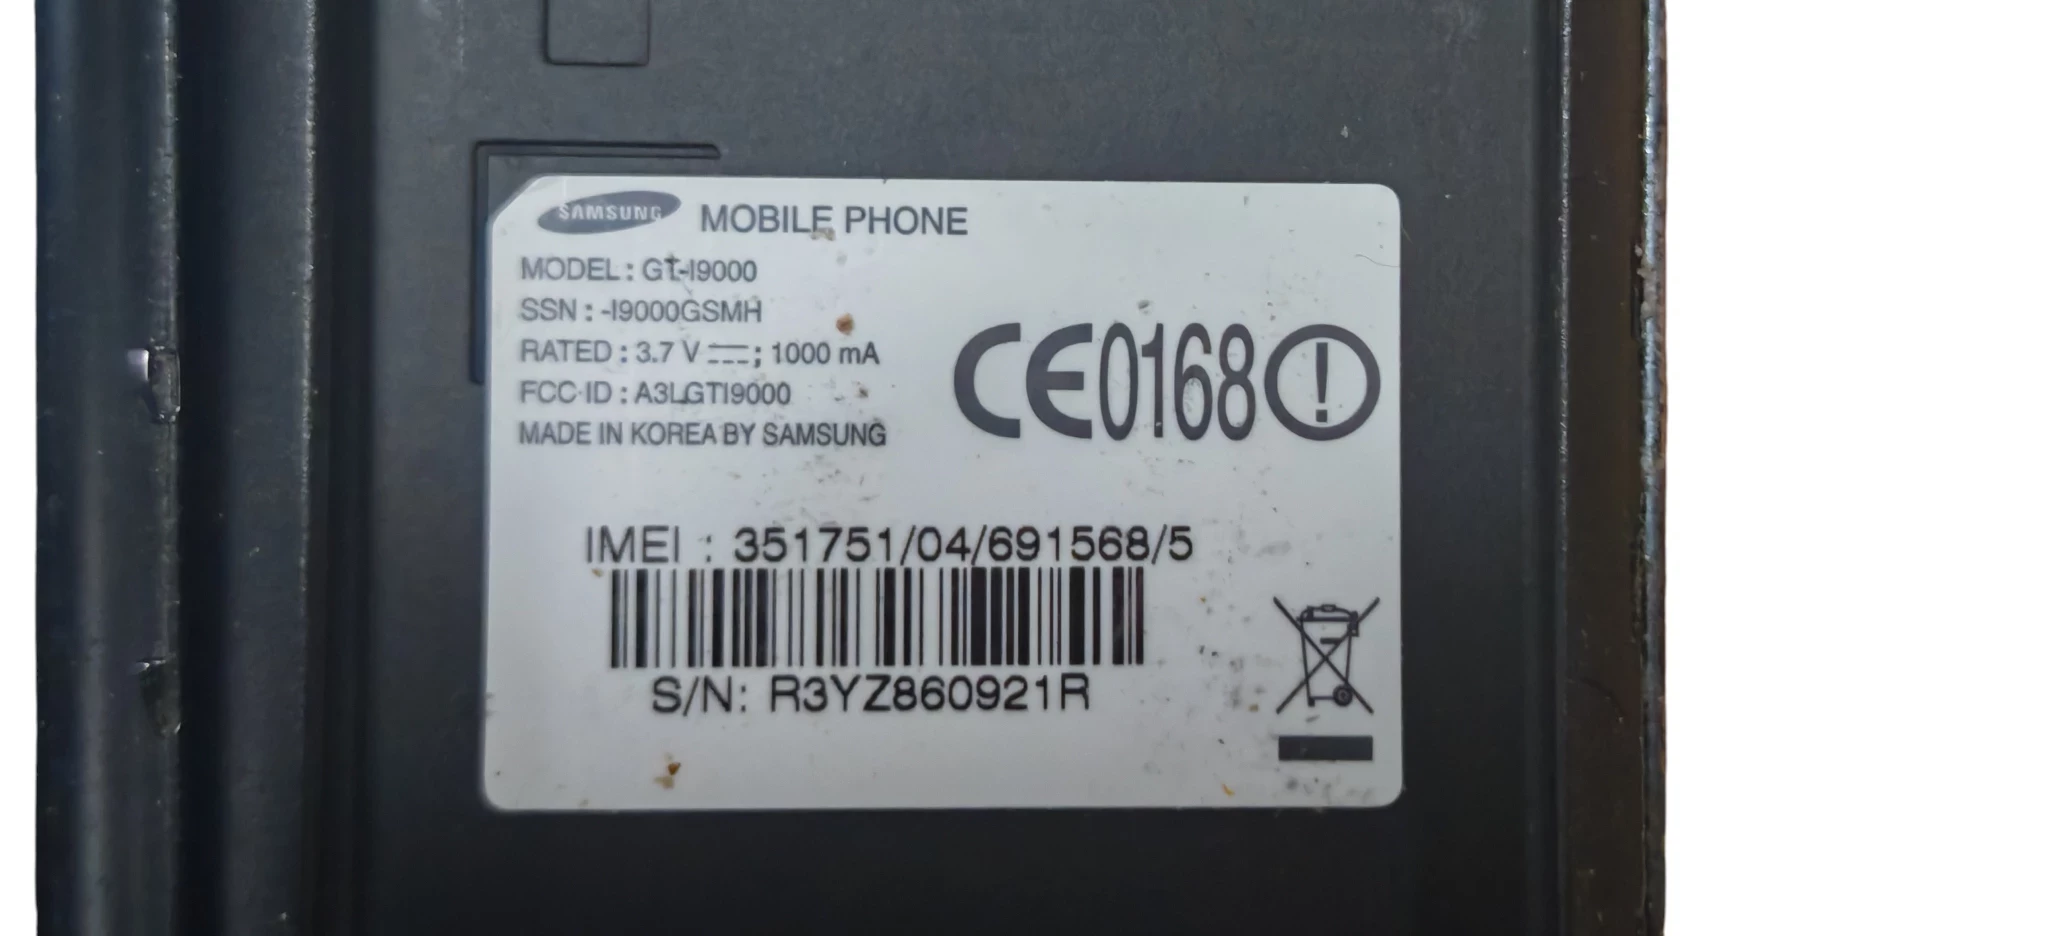 SAMSUNG MOBILE PHONE
MODEL : GT-I9000
SSN : -I9000GSMH
RATED : 3.7 V ⎓ ; 1000 mA
FCC ID : A3LGTI9000
MADE IN KOREA BY SAMSUNG
CE0168!
IMEI : 351751/04/691568/5
S/N: R3YZ860921R